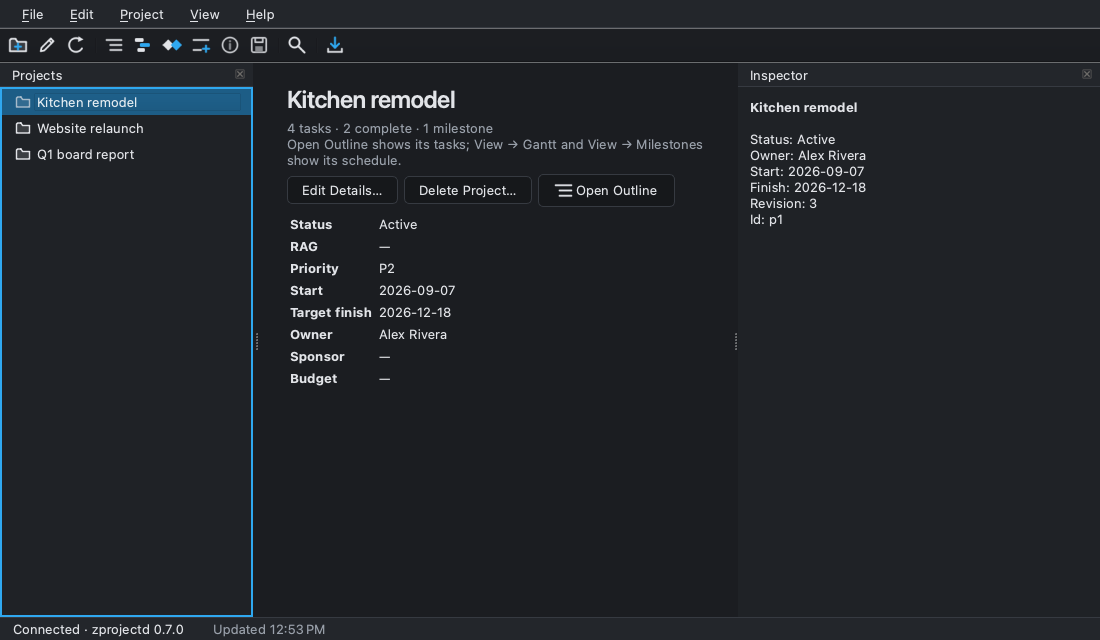 File Edit Project View Help
Projects
Kitchen remodel
Website relaunch
Q1 board report
Kitchen remodel
4 tasks · 2 complete · 1 milestone
Open Outline shows its tasks; View → Gantt and View → Milestones
show its schedule.
Edit Details... Delete Project... Open Outline
Status Active
RAG —
Priority P2
Start 2026-09-07
Target finish 2026-12-18
Owner Alex Rivera
Sponsor —
Budget —
Inspector
Kitchen remodel
Status: Active
Owner: Alex Rivera
Start: 2026-09-07
Finish: 2026-12-18
Revision: 3
Id: p1
Connected · zprojectd 0.7.0 Updated 12:53 PM